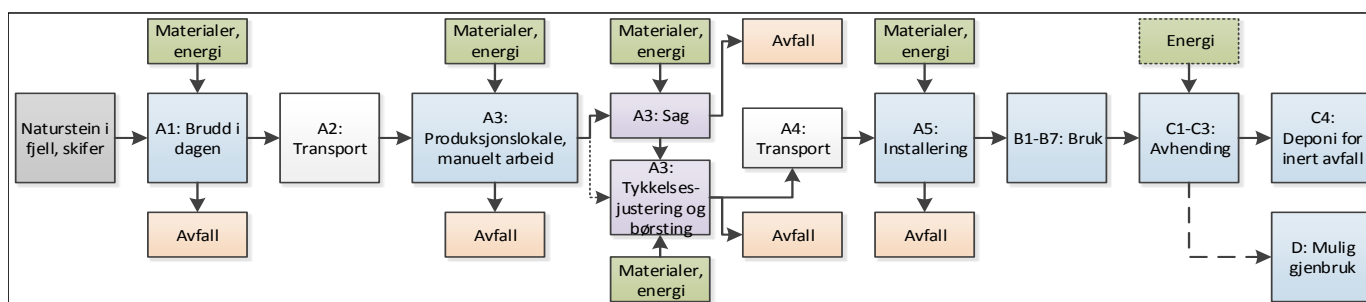 Materialer,
energi
Materialer,
energi
Materialer,
energi
Avfall
Materialer,
energi
Energi
Naturstein i
fjell, skifer
A1: Brudd i
dagen
A2:
Transport
A3:
Produksjonslokale,
manuelt arbeid
A3: Sag
A3:
Tykkelses-
justering og
børsting
A4:
Transport
A5:
Installering
B1-B7: Bruk
C1-C3:
Avhending
C4:
Deponi for
inert avfall
Avfall
Avfall
Materialer,
energi
Avfall
Avfall
D: Mulig
gjenbruk